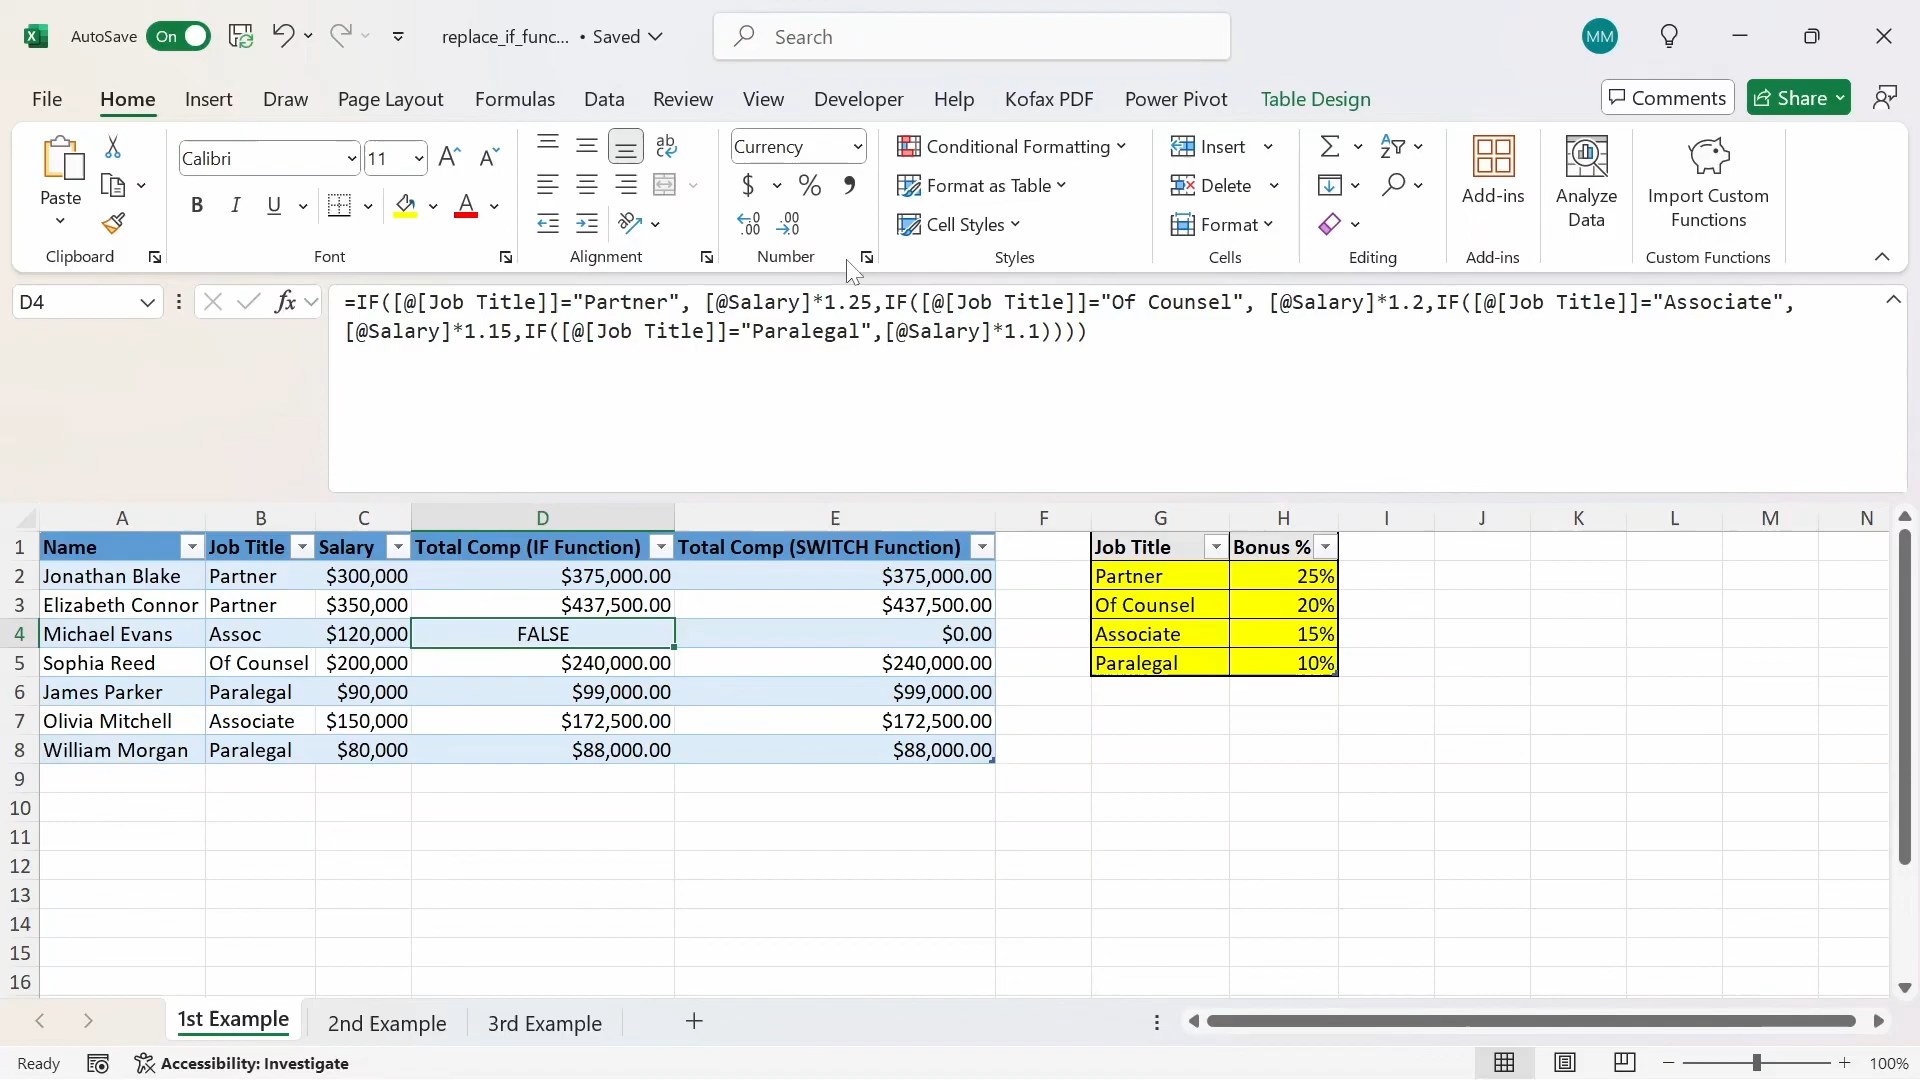 AutoSave On replace_if_func... • Saved Search MM
File Home Insert Draw Page Layout Formulas Data Review View Developer Help Kofax PDF Power Pivot Table Design Comments Share
Paste Calibri 11 B I U A ab c Currency $ % 9 .00 .00 Conditional Formatting Format as Table Cell Styles Insert Delete Format Add-ins Analyze Data Import Custom Functions
Clipboard Font Alignment Number Styles Cells Editing Add-ins Custom Functions
D4 fx =IF([@[Job Title]]="Partner", [@Salary]*1.25,IF([@[Job Title]]="Of Counsel", [@Salary]*1.2,IF([@[Job Title]]="Associate",
[@Salary]*1.15,IF([@[Job Title]]="Paralegal",[@Salary]*1.1))))
A B C D E F G H I J K L M N
1 Name Job Title Salary Total Comp (IF Function) Total Comp (SWITCH Function) Job Title Bonus %
2 Jonathan Blake Partner $300,000 $375,000.00 $375,000.00 Partner 25%
3 Elizabeth Connor Partner $350,000 $437,500.00 $437,500.00 Of Counsel 20%
4 Michael Evans Assoc $120,000 FALSE $0.00 Associate 15%
5 Sophia Reed Of Counsel $200,000 $240,000.00 $240,000.00 Paralegal 10%
6 James Parker Paralegal $90,000 $99,000.00 $99,000.00
7 Olivia Mitchell Associate $150,000 $172,500.00 $172,500.00
8 William Morgan Paralegal $80,000 $88,000.00 $88,000.00
9
10
11
12
13
14
15
16
1st Example 2nd Example 3rd Example
Ready Accessibility: Investigate 100%